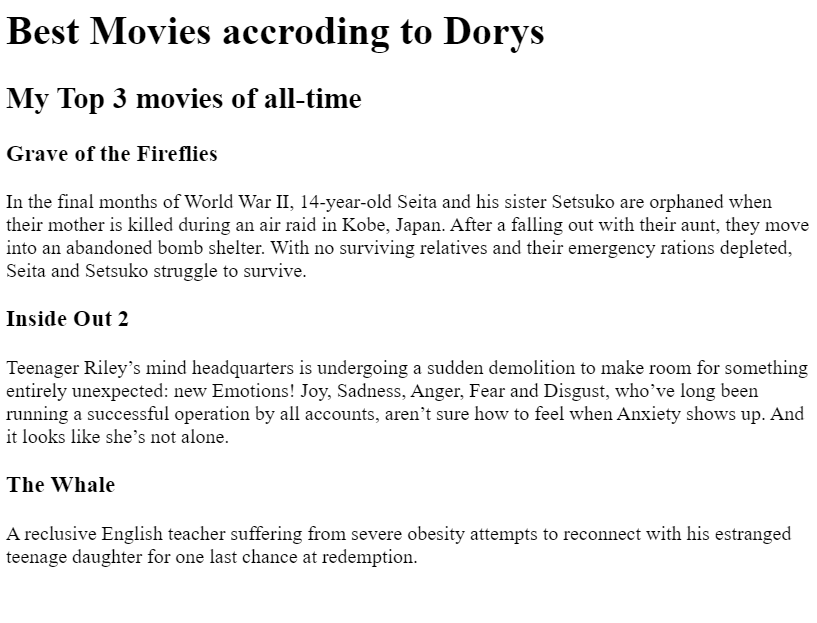 Best Movies accroding to Dorys
My Top 3 movies of all-time
Grave of the Fireflies
In the final months of World War II, 14-year-old Seita and his sister Setsuko are orphaned when
their mother is killed during an air raid in Kobe, Japan. After a falling out with their aunt, they move
into an abandoned bomb shelter. With no surviving relatives and their emergency rations depleted,
Seita and Setsuko struggle to survive.
Inside Out 2
Teenager Riley’s mind headquarters is undergoing a sudden demolition to make room for something
entirely unexpected: new Emotions! Joy, Sadness, Anger, Fear and Disgust, who’ve long been
running a successful operation by all accounts, aren’t sure how to feel when Anxiety shows up. And
it looks like she’s not alone.
The Whale
A reclusive English teacher suffering from severe obesity attempts to reconnect with his estranged
teenage daughter for one last chance at redemption.